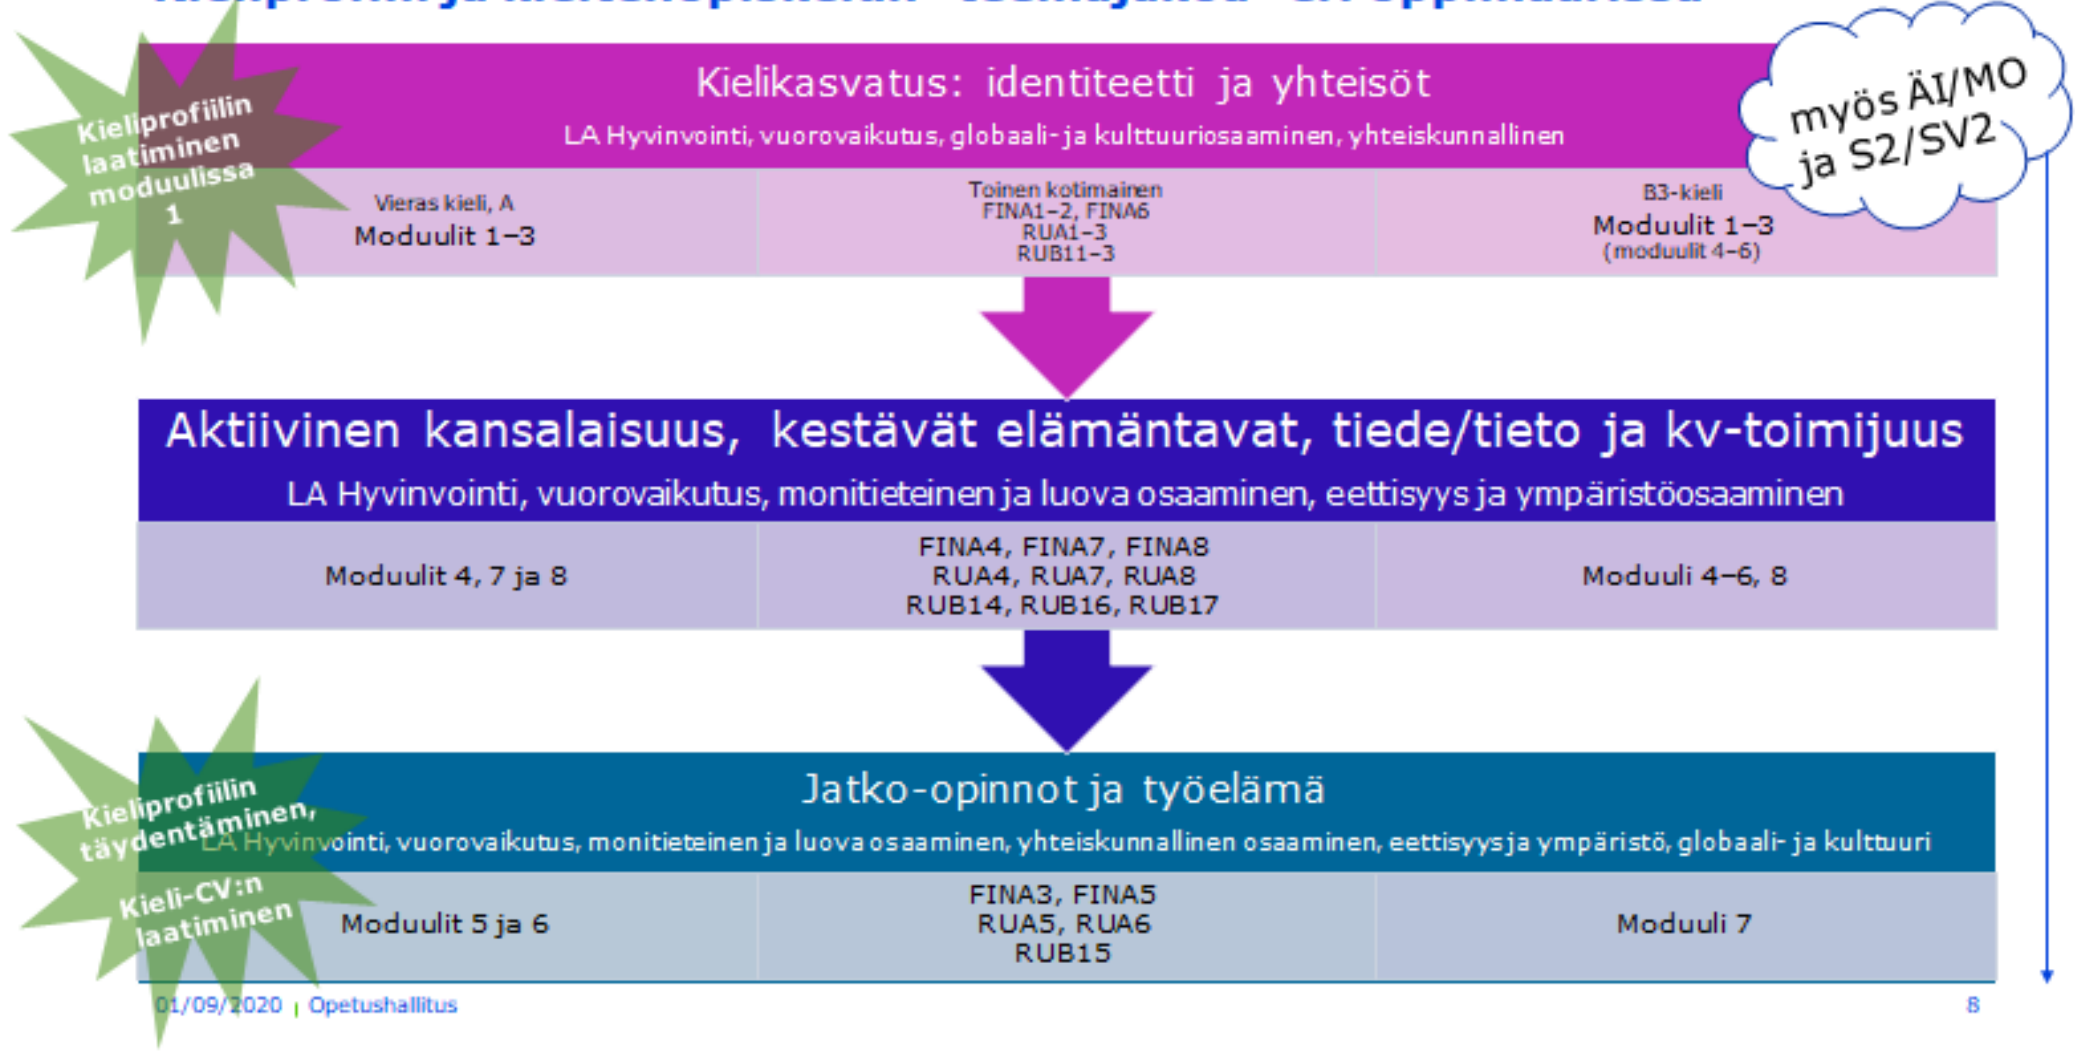 Kielikasvatus: identiteetti ja yhteisöt
LA Hyvinvointi, vuorovaikutus, globaali- ja kulttuuriosaaminen, yhteiskunnallinen
myös ÄI/MO
ja S2/SV2
Kieliprofiilin
laatiminen
moduulissa
1
Vieras kieli, A
Moduulit 1–3
Toinen kotimainen
FINA1–2, FINA6
RUA1–3
RUB11–3
B3-kieli
Moduulit 1–3
(moduulit 4–6)
Aktiivinen kansalaisuus, kestävät elämäntavat, tiede/tieto ja kv-toimijuus
LA Hyvinvointi, vuorovaikutus, monitieteinen ja luova osaaminen, eettisyys ja ympäristöosaaminen
Moduulit 4, 7 ja 8
FINA4, FINA7, FINA8
RUA4, RUA7, RUA8
RUB14, RUB16, RUB17
Moduuli 4–6, 8
Jatko-opinnot ja työelämä
LA Hyvinvointi, vuorovaikutus, monitieteinen ja luova osaaminen, yhteiskunnallinen osaaminen, eettisyys ja ympäristö, globaali- ja kulttuuri
Kieliprofiilin
täydentäminen,
Kieli-CV:n
laatiminen
Moduulit 5 ja 6
FINA3, FINA5
RUA5, RUA6
RUB15
Moduuli 7
01/09/2020 | Opetushallitus
8